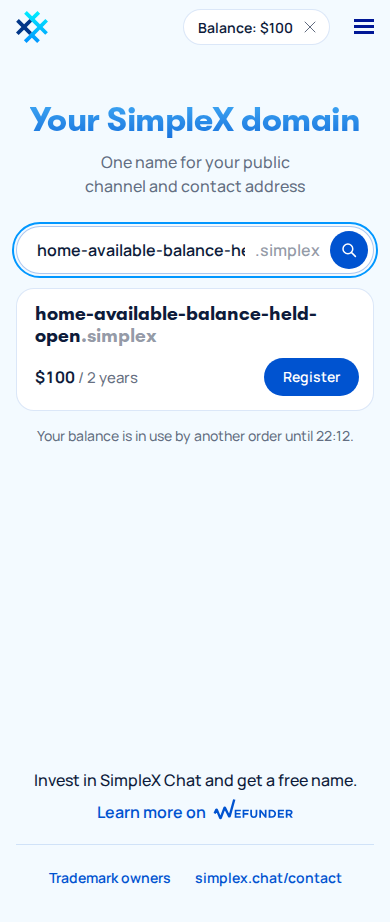 Balance: $100
Your SimpleX domain
One name for your public
channel and contact address
home-available-balance-he .simplex
home-available-balance-held-
open.simplex
$100 / 2 years
Register
Your balance is in use by another order until 22:12.
Invest in SimpleX Chat and get a free name.
Learn more on WEFUNDER
Trademark owners simplex.chat/contact